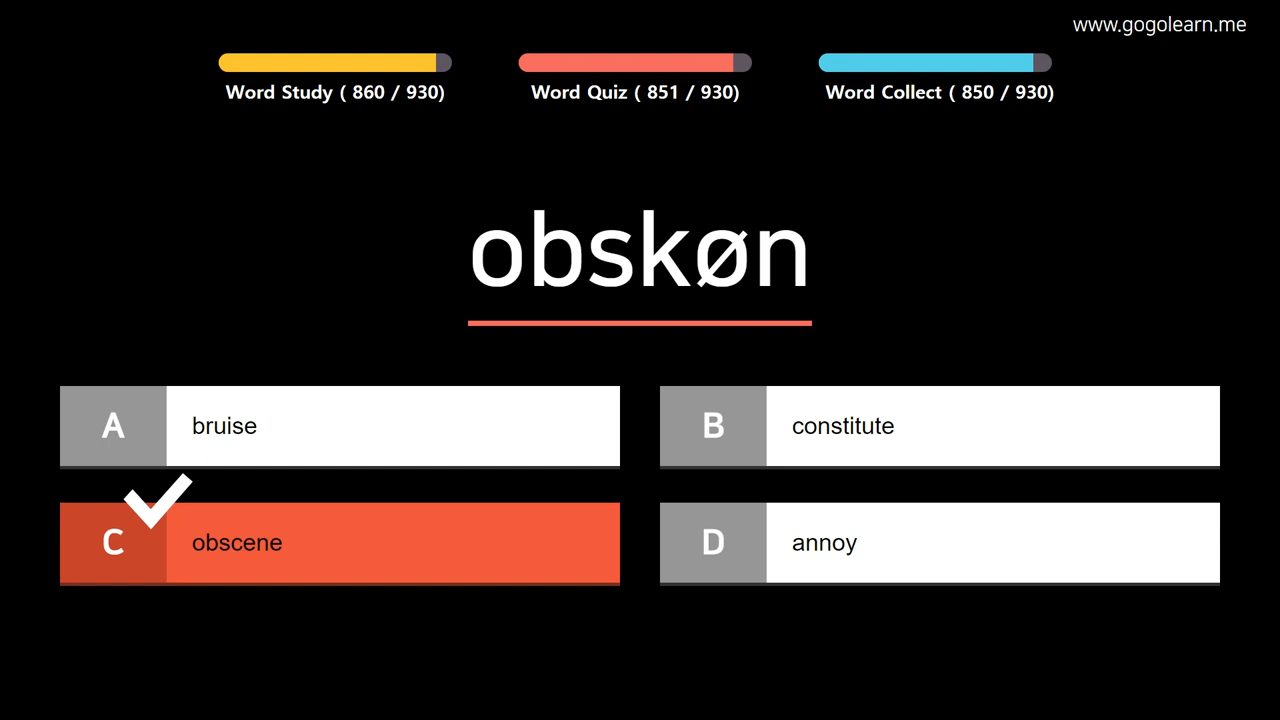 www.gogolearn.me
Word Study ( 860 / 930)
Word Quiz ( 851 / 930)
Word Collect ( 850 / 930)
obskøn
A bruise
B constitute
C obscene
D annoy